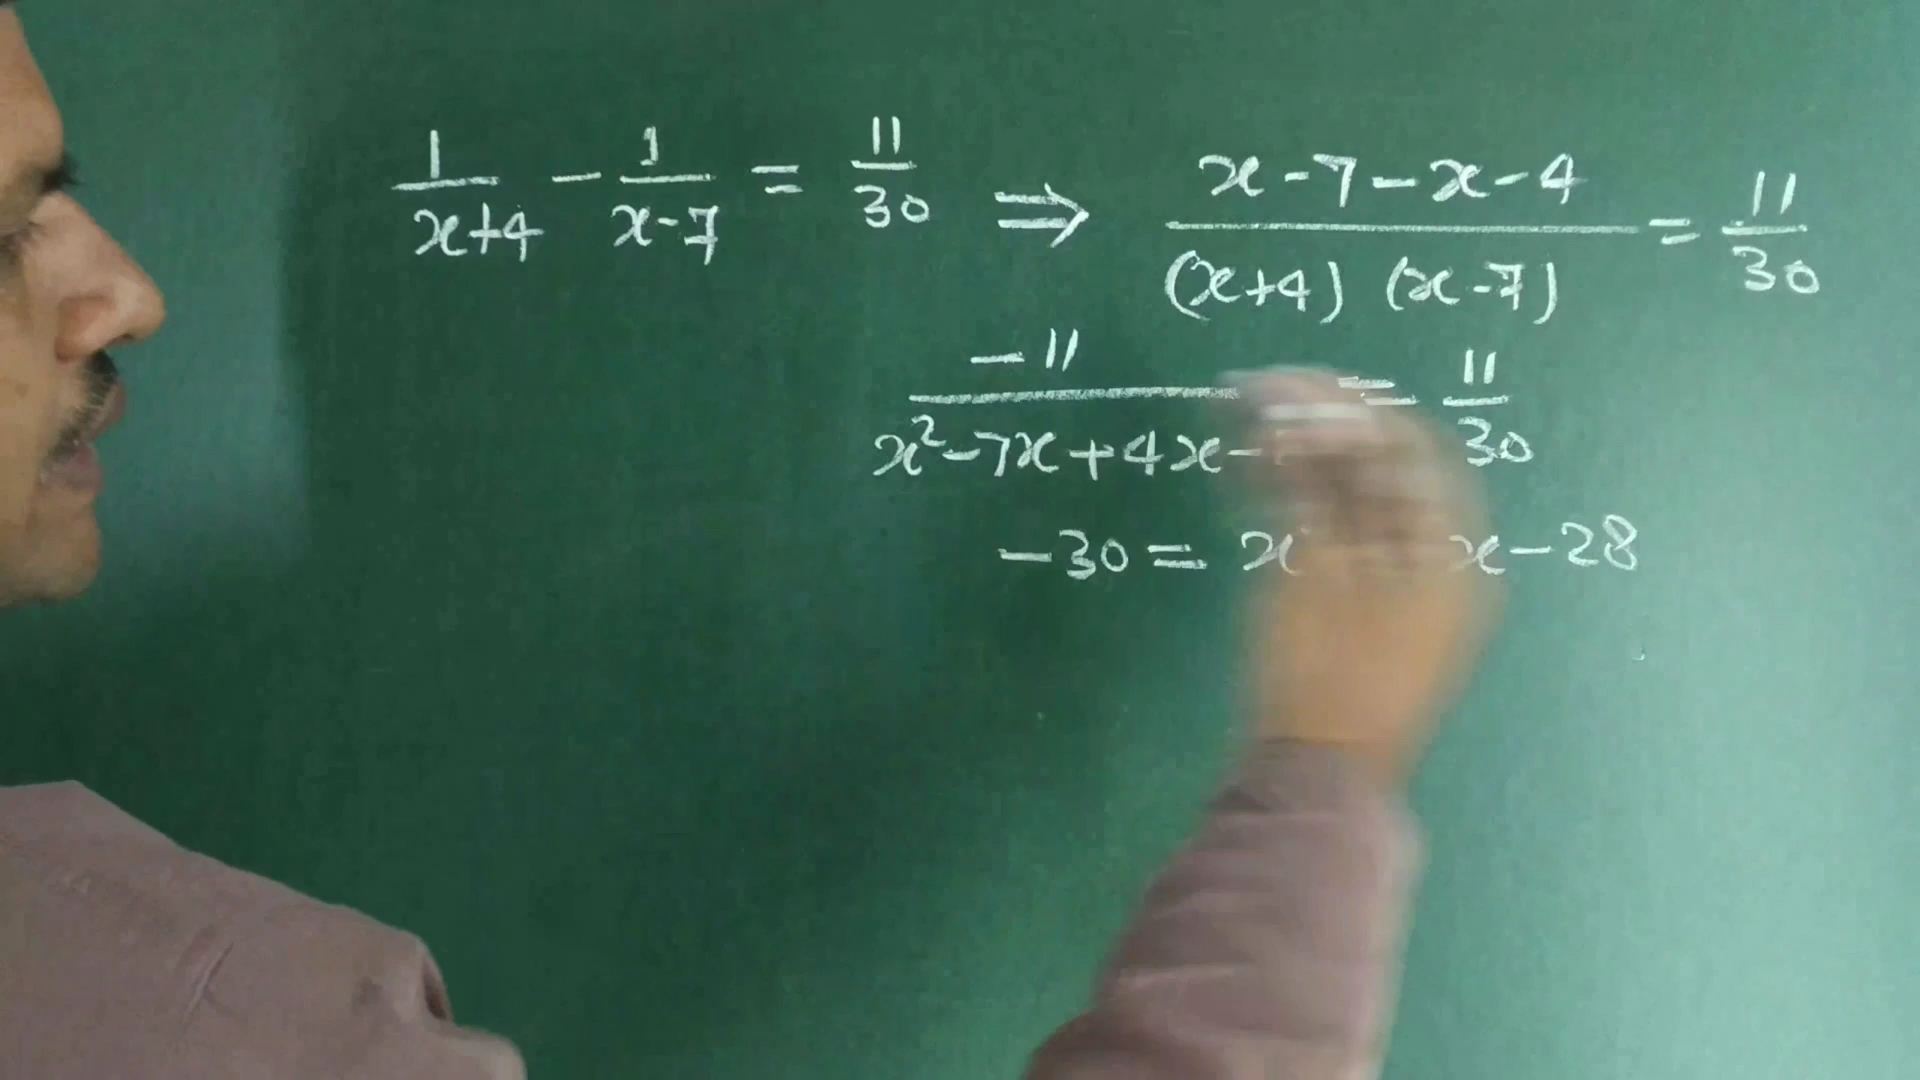 1/(x+4) - 1/(x-7) = 11/30 ⇒ (x-7-x-4)/((x+4)(x-7)) = 11/30
-11/(x²-7x+4x- = 11/30
-30 = x x-28